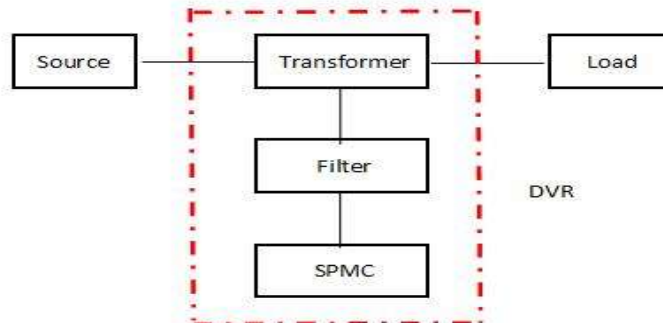 Source
Transformer
Load
Filter
DVR
SPMC